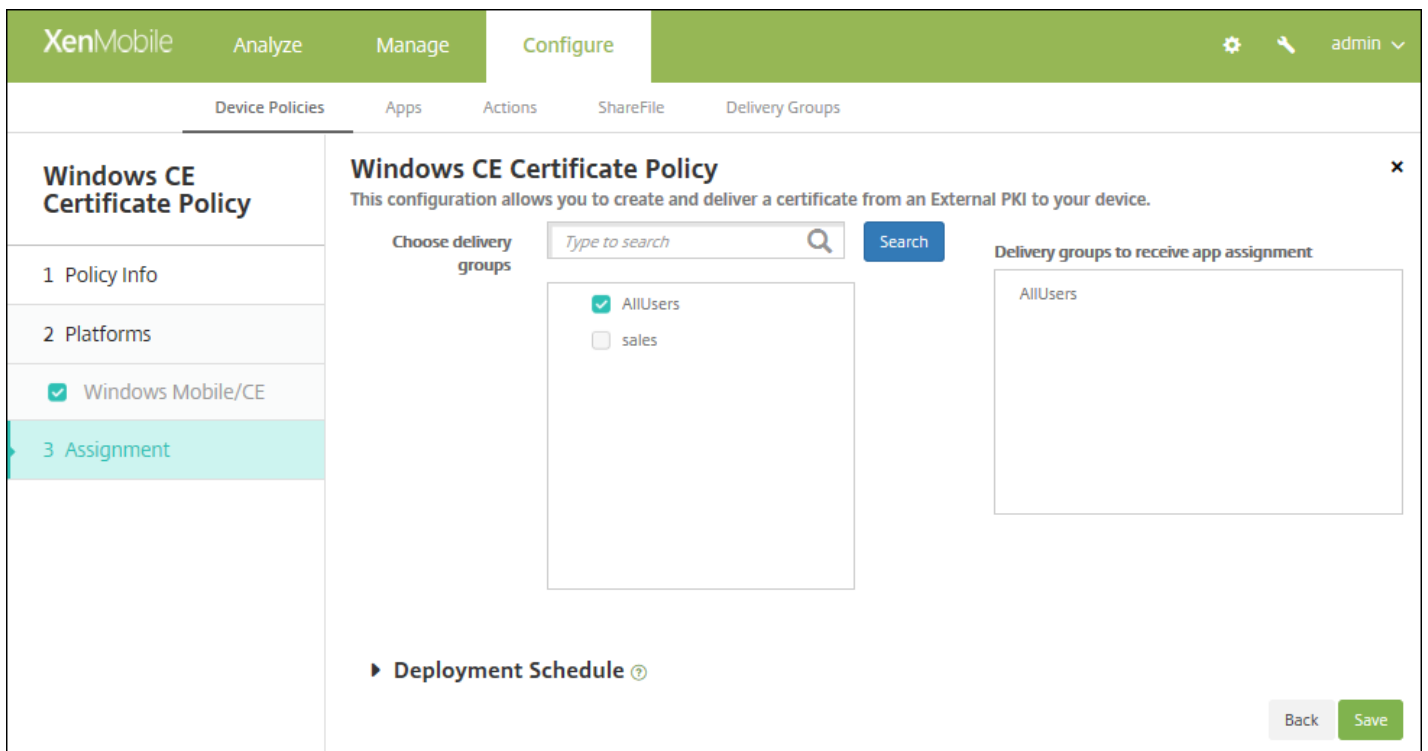 XenMobile Analyze Manage Configure admin
Device Policies Apps Actions ShareFile Delivery Groups
Windows CE
Certificate Policy
1 Policy Info
2 Platforms
Windows Mobile/CE
3 Assignment
Windows CE Certificate Policy
This configuration allows you to create and deliver a certificate from an External PKI to your device.
Choose delivery
groups
Type to search
Search
AllUsers
sales
Delivery groups to receive app assignment
AllUsers
Deployment Schedule ?
Back Save